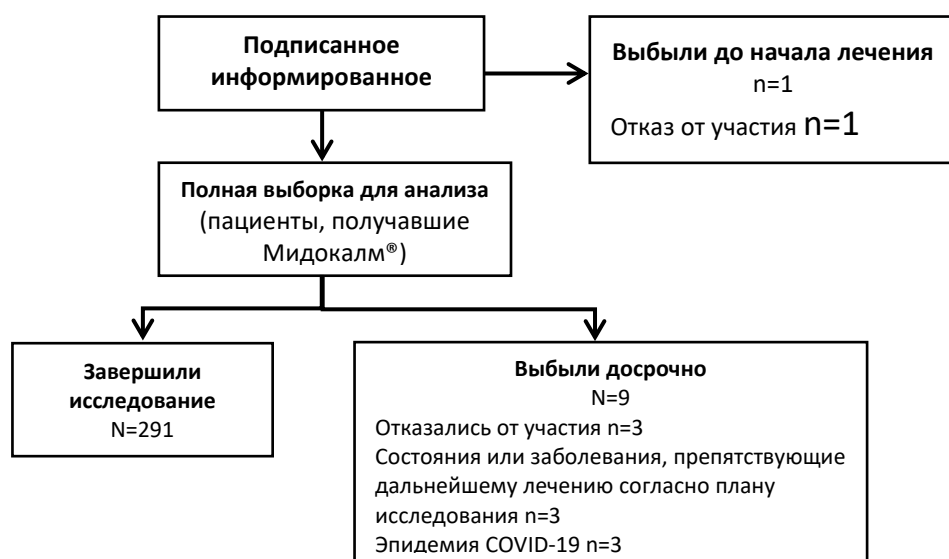 Подписанное
информированное
Выбыли до начала лечения
n=1
Отказ от участия n=1
Полная выборка для анализа
(пациенты, получавшие
Мидокалм®)
Завершили
исследование
N=291
Выбыли досрочно
N=9
Отказались от участия n=3
Состояния или заболевания, препятствующие
дальнейшему лечению согласно плану
исследования n=3
Эпидемия COVID-19 n=3